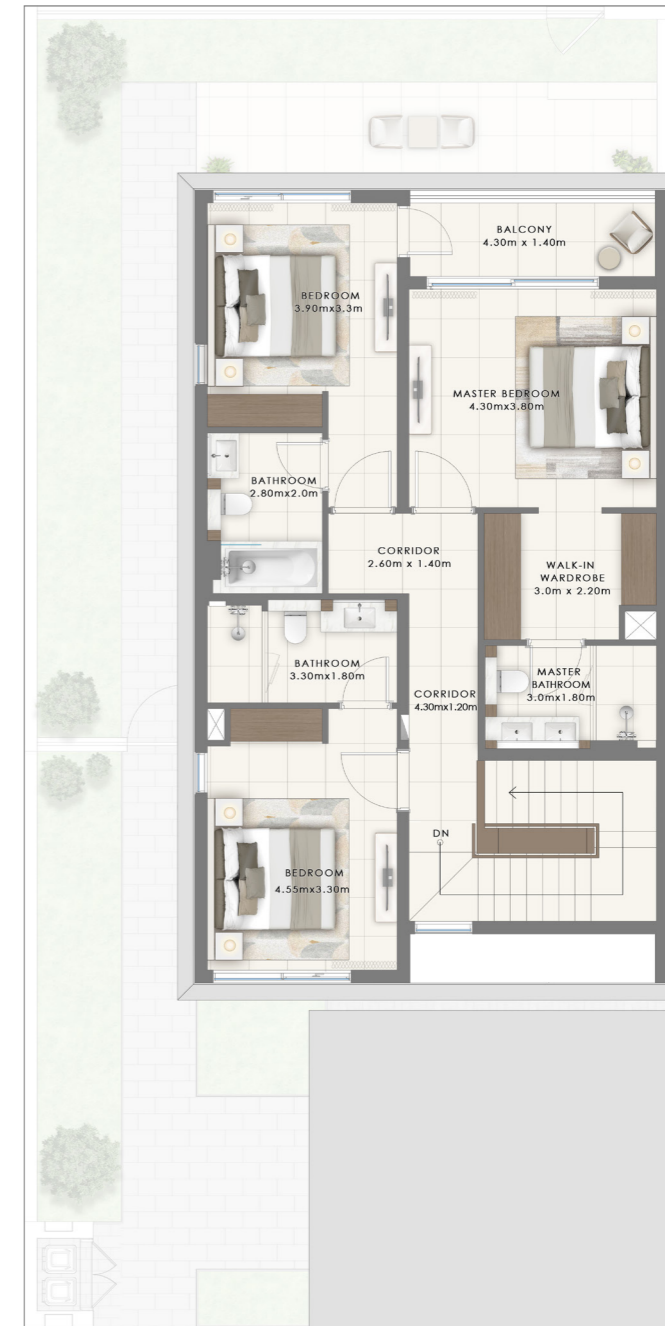 BALCONY
4.30m x 1.40m
BEDROOM
3.90mx3.3m
MASTER BEDROOM
4.30mx3.80m
BATHROOM
2.80mx2.0m
CORRIDOR
2.60m x 1.40m
WALK-IN
WARDROBE
3.0m x 2.20m
BATHROOM
3.30mx1.80m
MASTER
BATHROOM
3.0mx1.80m
CORRIDOR
4.30mx1.20m
DN
BEDROOM
4.55mx3.30m